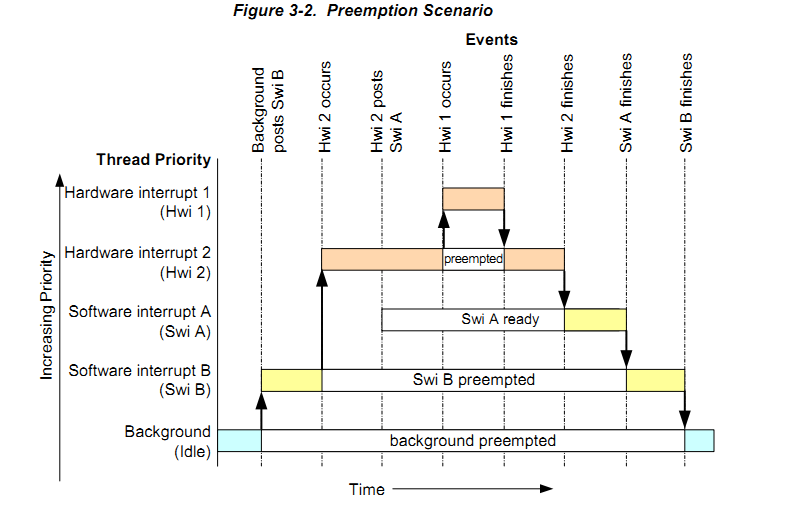 Figure 3-2. Preemption Scenario
Events
Background
posts Swi B
Hwi 2 occurs
Hwi 2 posts
Swi A
Hwi 1 occurs
Hwi 1 finishes
Hwi 2 finishes
Swi A finishes
Swi B finishes
Thread Priority
Increasing Priority
Hardware interrupt 1
(Hwi 1)
Hardware interrupt 2
(Hwi 2)
preempted
Software interrupt A
(Swi A)
Swi A ready
Software interrupt B
(Swi B)
Swi B preempted
Background
(Idle)
background preempted
Time